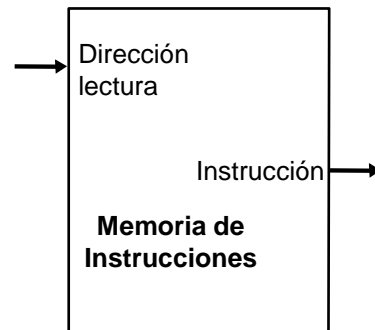 Dirección
lectura
Instrucción
Memoria de
Instrucciones